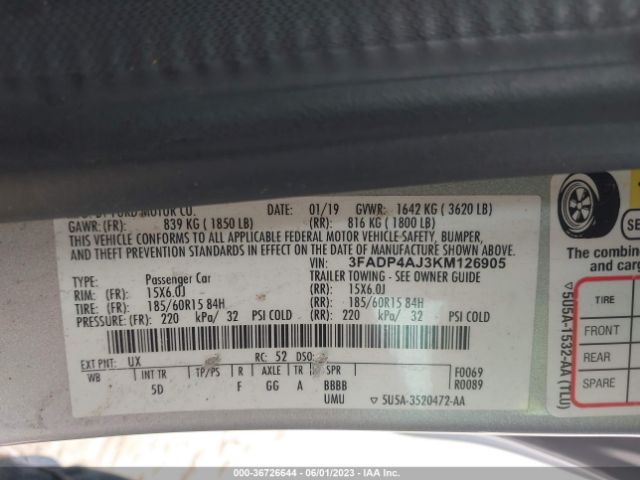 MFD. BY FORD MOTOR CO. DATE: 01/19 GVWR: 1642 KG ( 3620 LB)
GAWR: (FR): 839 KG ( 1850 LB) (RR): 816 KG ( 1800 LB)
THIS VEHICLE CONFORMS TO ALL APPLICABLE FEDERAL MOTOR VEHICLE-SAFETY, BUMPER,
AND THEFT PREVENTION STANDARDS IN EFFECT ON THE DATE OF MANUFACTURE SHOWN ABOVE.
VIN: 3FADP4AJ3KM126905
TYPE: Passenger Car TRAILER TOWING - SEE OWNER GUIDE
RIM: (FR): 15X6.0J (RR): 15X6.0J
TIRE: (FR): 185/60R15 84H (RR): 185/60R15 84H
PRESSURE: (FR) 220 kPa/ 32 PSI COLD (RR): 220 kPa/ 32 PSI COLD
EXT PNT: UX RC: 52 DSO:
WB INT TR TP/PS R AXLE TR SPR F0069
5D F GG A BBBB R0089
UMU ▽ 5U5A-3520472-AA
The combine
and carg
TIRE
FRONT
REAR
SPARE
▽ 5U5A-1532-AA (TLU)
000-36726644 / 06/01/2023 / IAA, Inc.